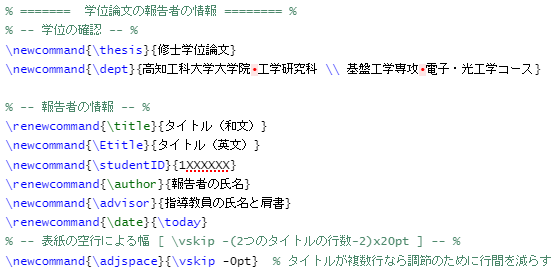 % ======= 学位論文の報告者の情報 ======== %
% -- 学位の確認 -- %
\newcommand{\thesis}{修士学位論文}
\newcommand{\dept}{高知工科大学大学院•工学研究科 \\ 基盤工学専攻•電子・光工学コース}
% -- 報告者の情報 -- %
\renewcommand{\title}{タイトル（和文）}
\newcommand{\Etitle}{タイトル（英文）}
\newcommand{\studentID}{1XXXXXX}
\renewcommand{\author}{報告者の氏名}
\newcommand{\advisor}{指導教員の氏名と肩書}
\renewcommand{\date}{\today}
% -- 表紙の空行による幅 [ \vskip -(2つのタイトルの行数-2)x20pt ] -- %
\newcommand{\adjspace}{\vskip -0pt} % タイトルが複数行なら調節のために行間を減らす